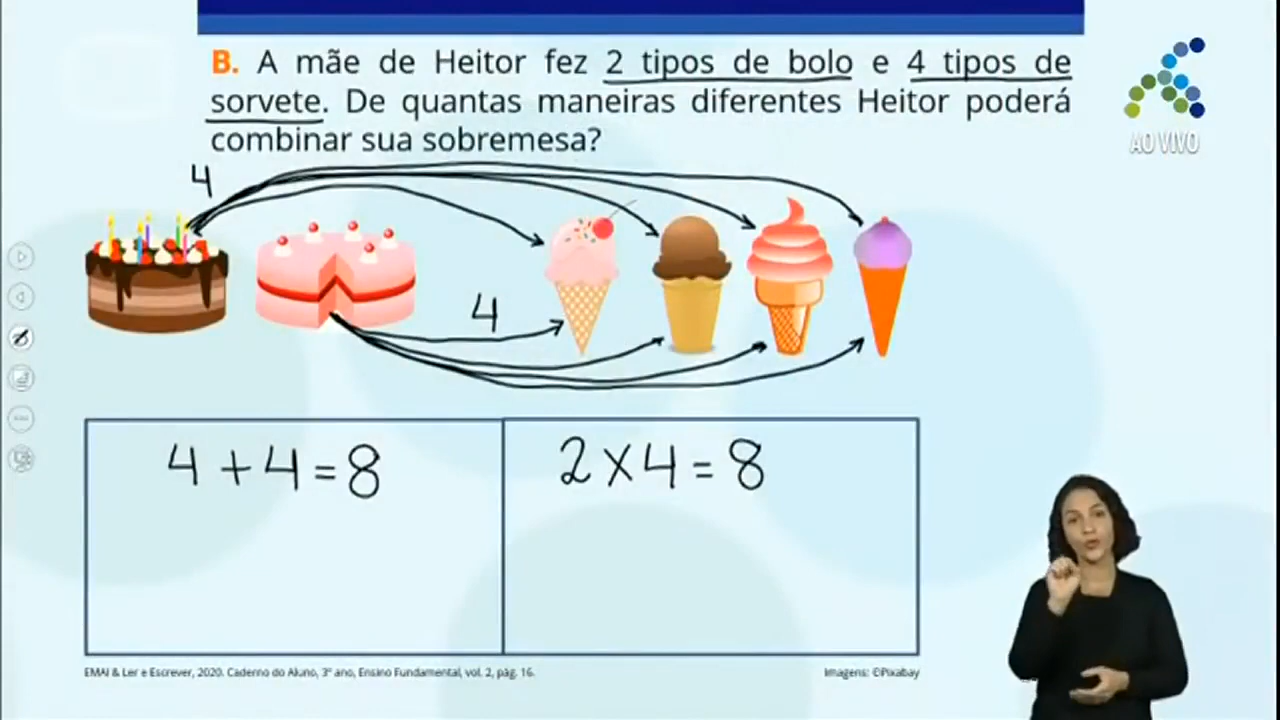 B. A mãe de Heitor fez 2 tipos de bolo e 4 tipos de
sorvete. De quantas maneiras diferentes Heitor poderá
combinar sua sobremesa?
AO VIVO
4
4
4+4=8
2X4=8
EMAI & Ler e Escrever, 2020. Caderno do Aluno, 3º ano, Ensino Fundamental, vol. 2, pág. 16.
Imagens: ©Pixabay